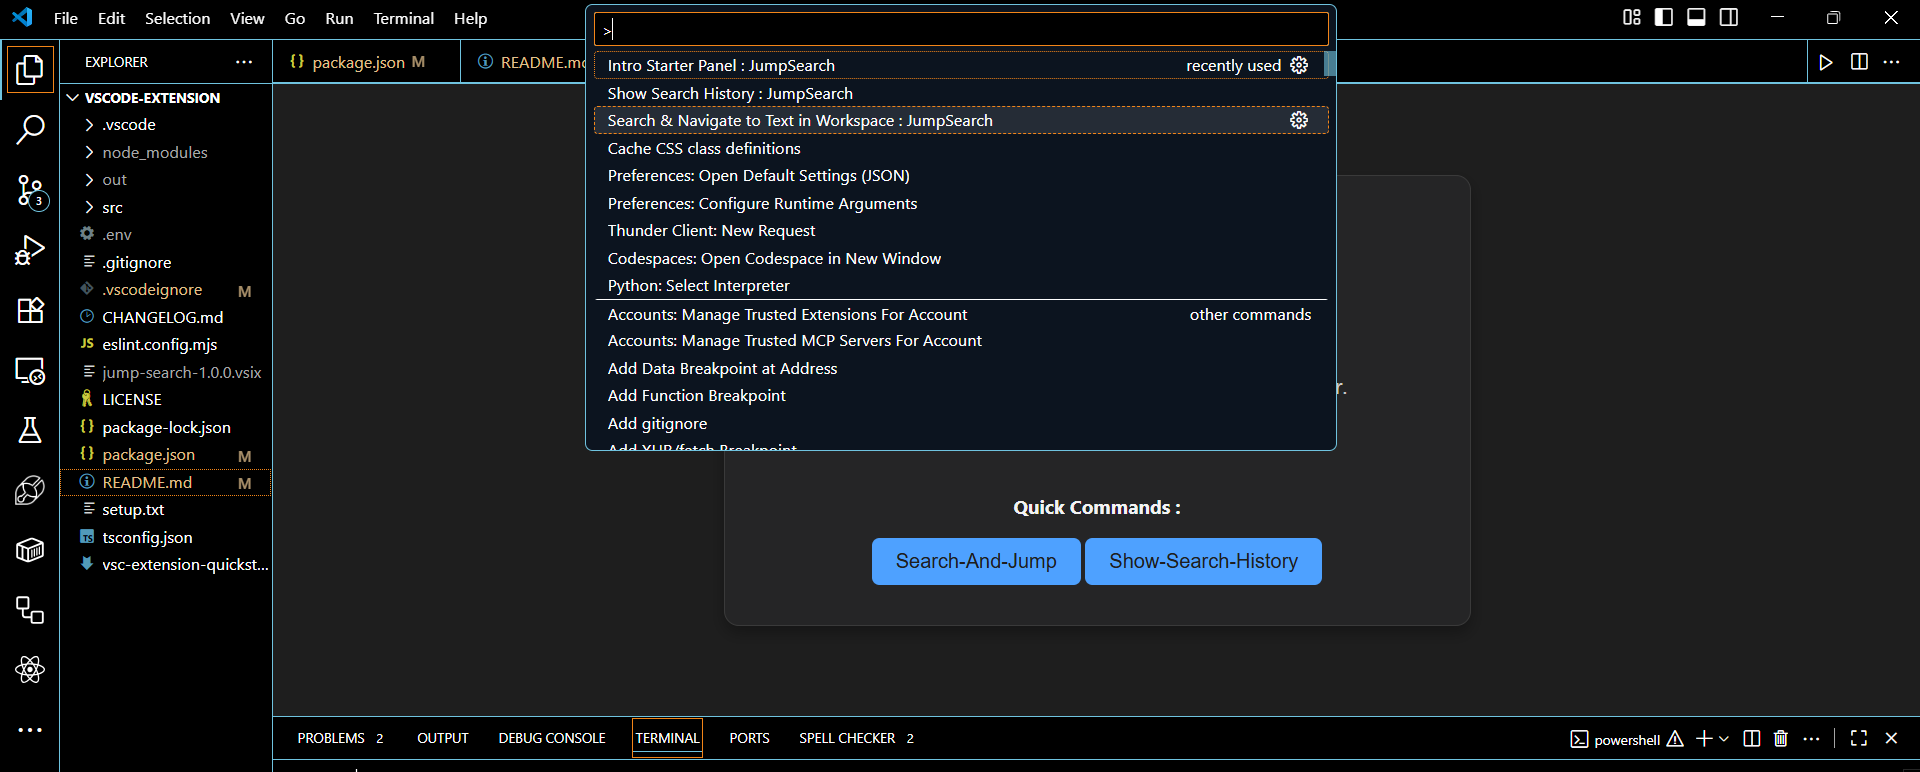 File Edit Selection View Go Run Terminal Help
>
EXPLORER
package.json M
README.m
VSCODE-EXTENSION
.vscode
node_modules
out
src
.env
.gitignore
.vscodeignore M
CHANGELOG.md
JS eslint.config.mjs
jump-search-1.0.0.vsix
LICENSE
{} package-lock.json
{} package.json M
README.md M
setup.txt
TS tsconfig.json
vsc-extension-quickst...
3
Intro Starter Panel : JumpSearch recently used
Show Search History : JumpSearch
Search & Navigate to Text in Workspace : JumpSearch
Cache CSS class definitions
Preferences: Open Default Settings (JSON)
Preferences: Configure Runtime Arguments
Thunder Client: New Request
Codespaces: Open Codespace in New Window
Python: Select Interpreter
Accounts: Manage Trusted Extensions For Account other commands
Accounts: Manage Trusted MCP Servers For Account
Add Data Breakpoint at Address
Add Function Breakpoint
Add gitignore
Add XHR/fetch Breakpoint
r.
Quick Commands :
Search-And-Jump Show-Search-History
PROBLEMS 2 OUTPUT DEBUG CONSOLE TERMINAL PORTS SPELL CHECKER 2
powershell